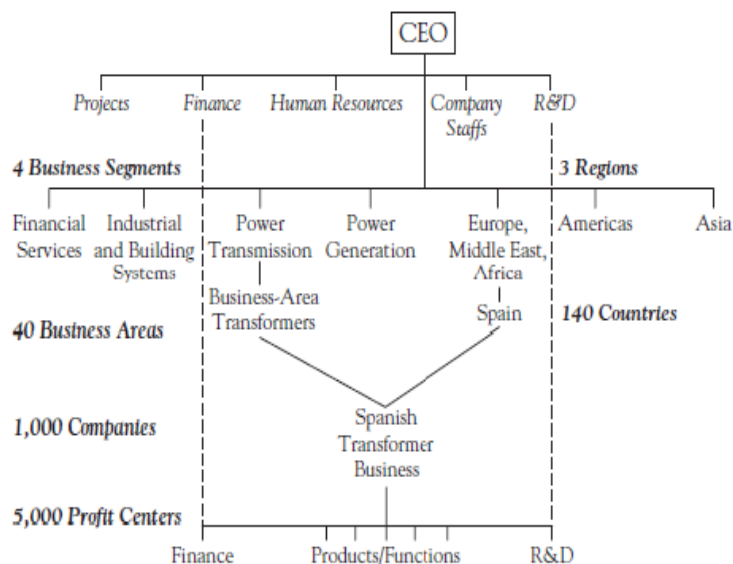 CEO
Projects Finance Human Resources Company R&D
Staffs
4 Business Segments 3 Regions
Financial Industrial Power Power Europe, Americas Asia
Services and Building Transmission Generation Middle East,
Systems Africa
Business-Area
Transformers Spain 140 Countries
40 Business Areas
Spanish
1,000 Companies
Transformer
Business
5,000 Profit Centers
Finance Products/Functions R&D